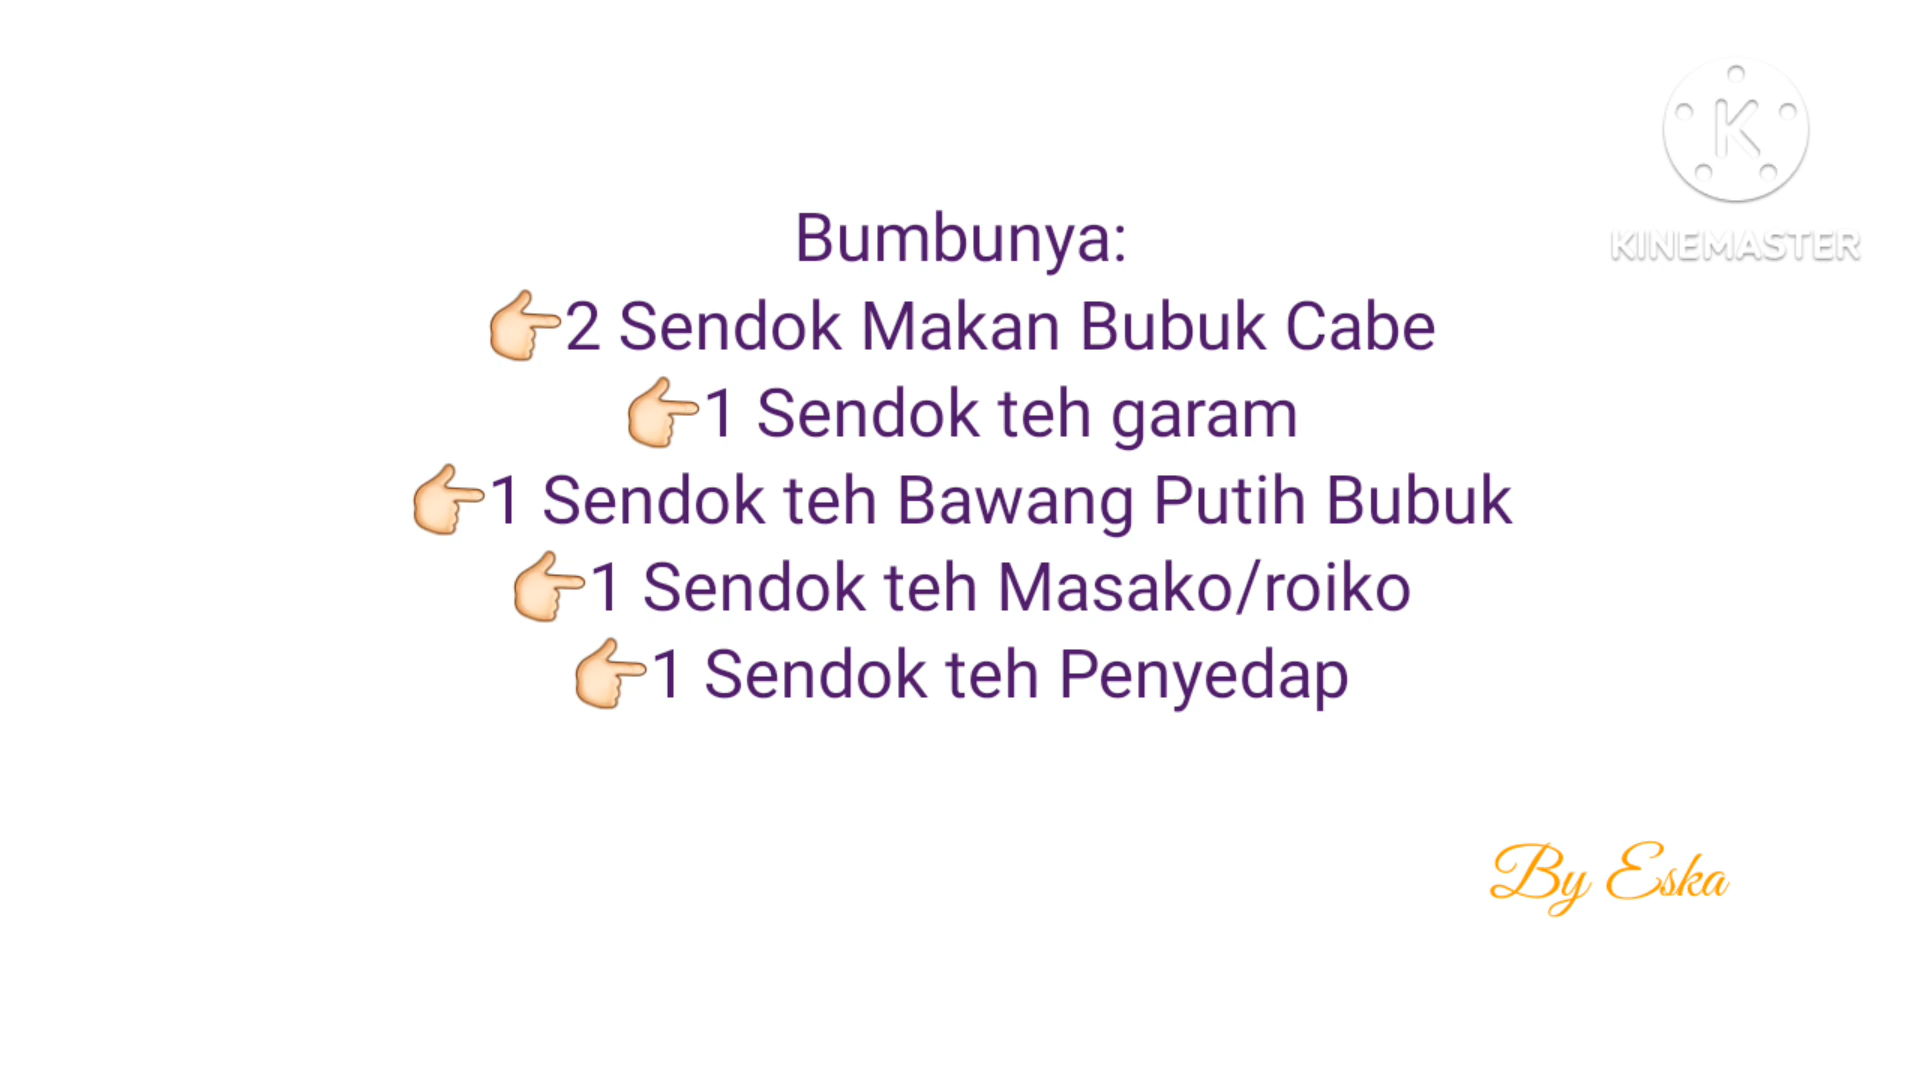 KINEMASTER
Bumbunya:
👉🏻2 Sendok Makan Bubuk Cabe
👉🏻1 Sendok teh garam
👉🏻1 Sendok teh Bawang Putih Bubuk
👉🏻1 Sendok teh Masako/roiko
👉🏻1 Sendok teh Penyedap
By Eska